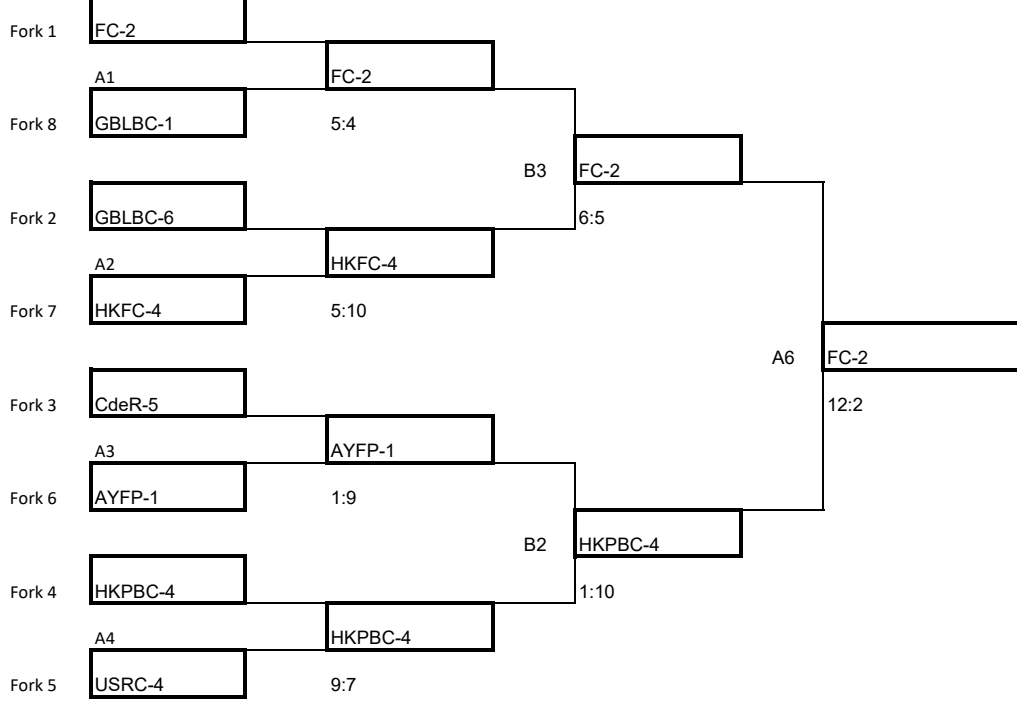 Fork 1 FC-2
A1 FC-2
Fork 8 GBLBC-1 5:4
B3 FC-2
Fork 2 GBLBC-6 6:5
A2 HKFC-4
Fork 7 HKFC-4 5:10
A6 FC-2
Fork 3 CdeR-5 12:2
A3 AYFP-1
Fork 6 AYFP-1 1:9
B2 HKPBC-4
Fork 4 HKPBC-4 1:10
A4 HKPBC-4
Fork 5 USRC-4 9:7